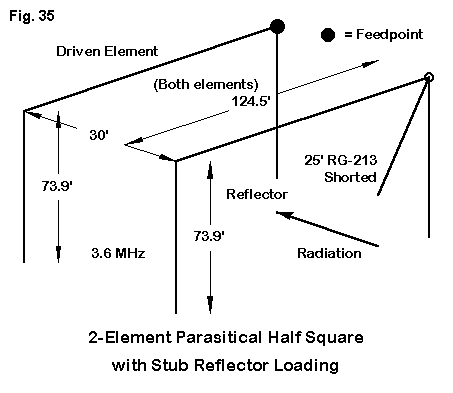 Fig. 35
Driven Element
= Feedpoint
(Both elements)
124.5'
30'
25' RG-213
Shorted
73.9'
Reflector
73.9'
3.6 MHz
Radiation
2-Element Parasitical Half Square
with Stub Reflector Loading